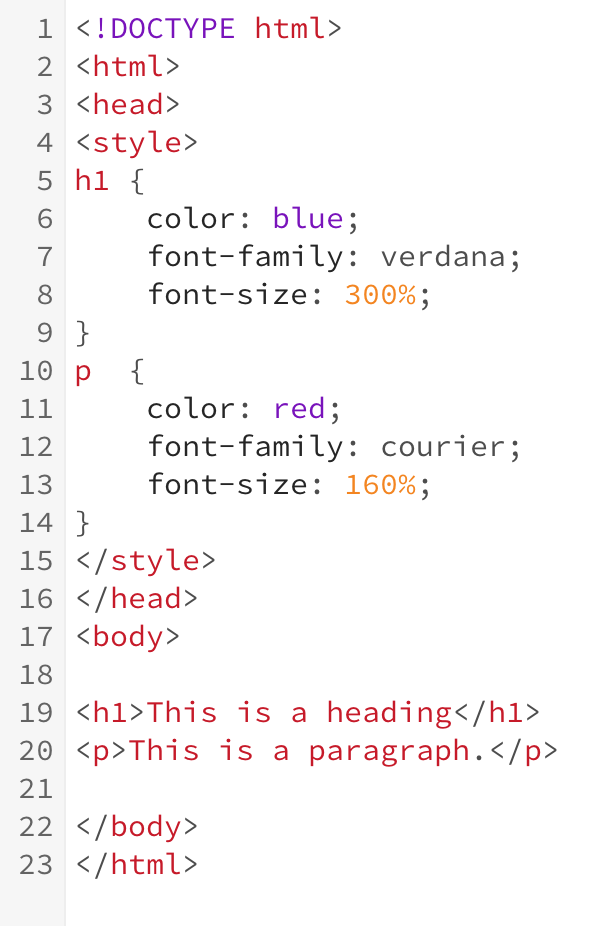 1 <!DOCTYPE html>
2 <html>
3 <head>
4 <style>
5 h1 {
6     color: blue;
7     font-family: verdana;
8     font-size: 300%;
9 }
10 p  {
11     color: red;
12     font-family: courier;
13     font-size: 160%;
14 }
15 </style>
16 </head>
17 <body>
18
19 <h1>This is a heading</h1>
20 <p>This is a paragraph.</p>
21
22 </body>
23 </html>